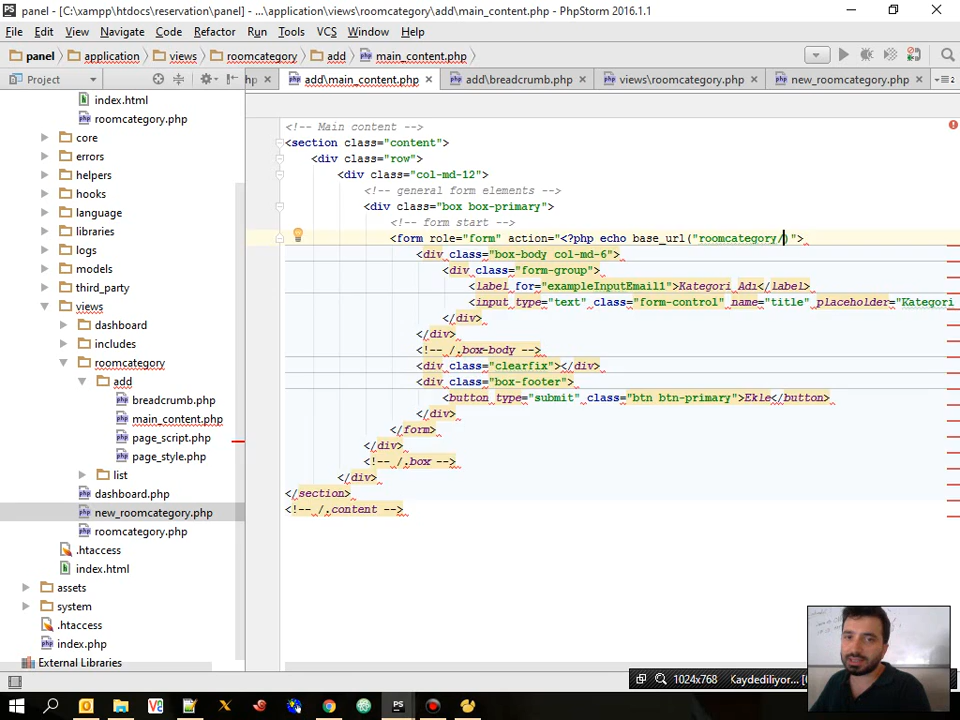 panel - [C:\xampp\htdocs\reservation\panel] - ...\application\views\roomcategory\add\main_content.php - PhpStorm 2016.1.1
File Edit View Navigate Code Refactor Run Tools VCS Window Help
panel application views roomcategory add main_content.php
Project
hp add\main_content.php add\breadcrumb.php views\roomcategory.php new_roomcategory.php
index.html
roomcategory.php
core
errors
helpers
hooks
language
logs
models
third_party
views
dashboard
includes
roomcategory
add
breadcrumb.php
main_content.php
page_script.php
page_style.php
list
dashboard.php
new_roomcategory.php
roomcategory.php
.htaccess
index.html
assets
system
.htaccess
index.php
External Libraries
<!-- Main content -->
<section class="content">
<div class="row">
<div class="col-md-12">
<!-- general form elements -->
<div class="box box-primary">
<!-- form start -->
<form role="form" action="<?php echo base_url("roomcategory/)">
<div class="box-body col-md-6">
<div class="form-group">
<label for="exampleInputEmail1">Kategori Adı</label>
<input type="text" class="form-control" name="title" placeholder="Kategori
</div>
</div>
<!-- /.box-body -->
<div class="clearfix"></div>
<div class="box-footer">
<button type="submit" class="btn btn-primary">Ekle</button>
</div>
</form>
</div>
<!-- /.box -->
</div>
</section>
<!-- /.content -->
1024x768 Kaydediliyor...